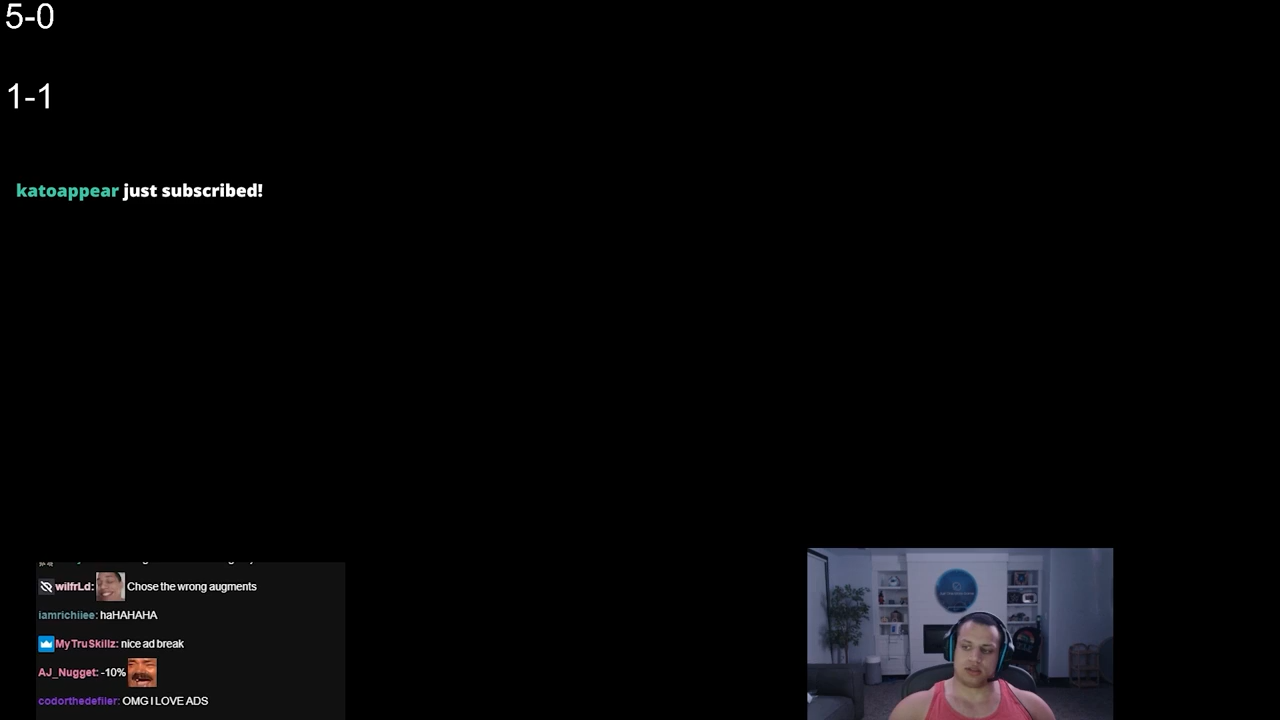 5-0
1-1
katoappear just subscribed!
wilfrLd: Chose the wrong augments
iamrichiiee: haHAHAHA
MyTruSkillz: nice ad break
AJ_Nugget: -10%
codorthedefiler: OMG I LOVE ADS